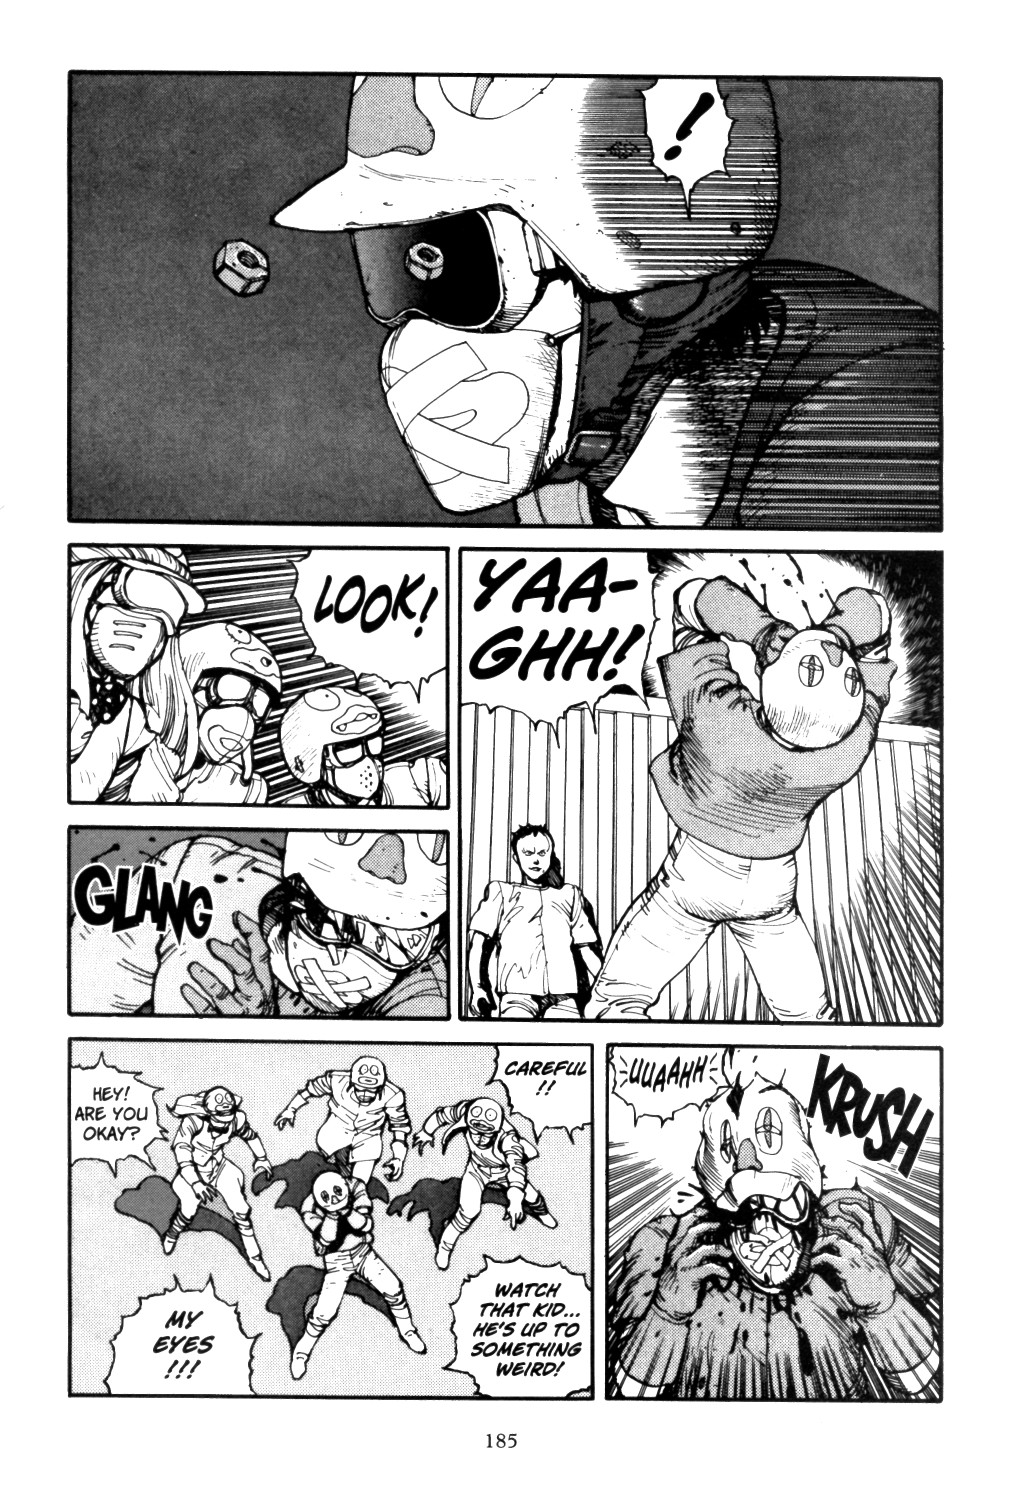 !
LOOK!
YAA-
GHH!
GLANG
HEY!
ARE YOU
OKAY?
CAREFUL
!!
MY
EYES
!!!
WATCH
THAT KID...
HE'S UP TO
SOMETHING
WEIRD!
UUAAHH
KRUSH
185